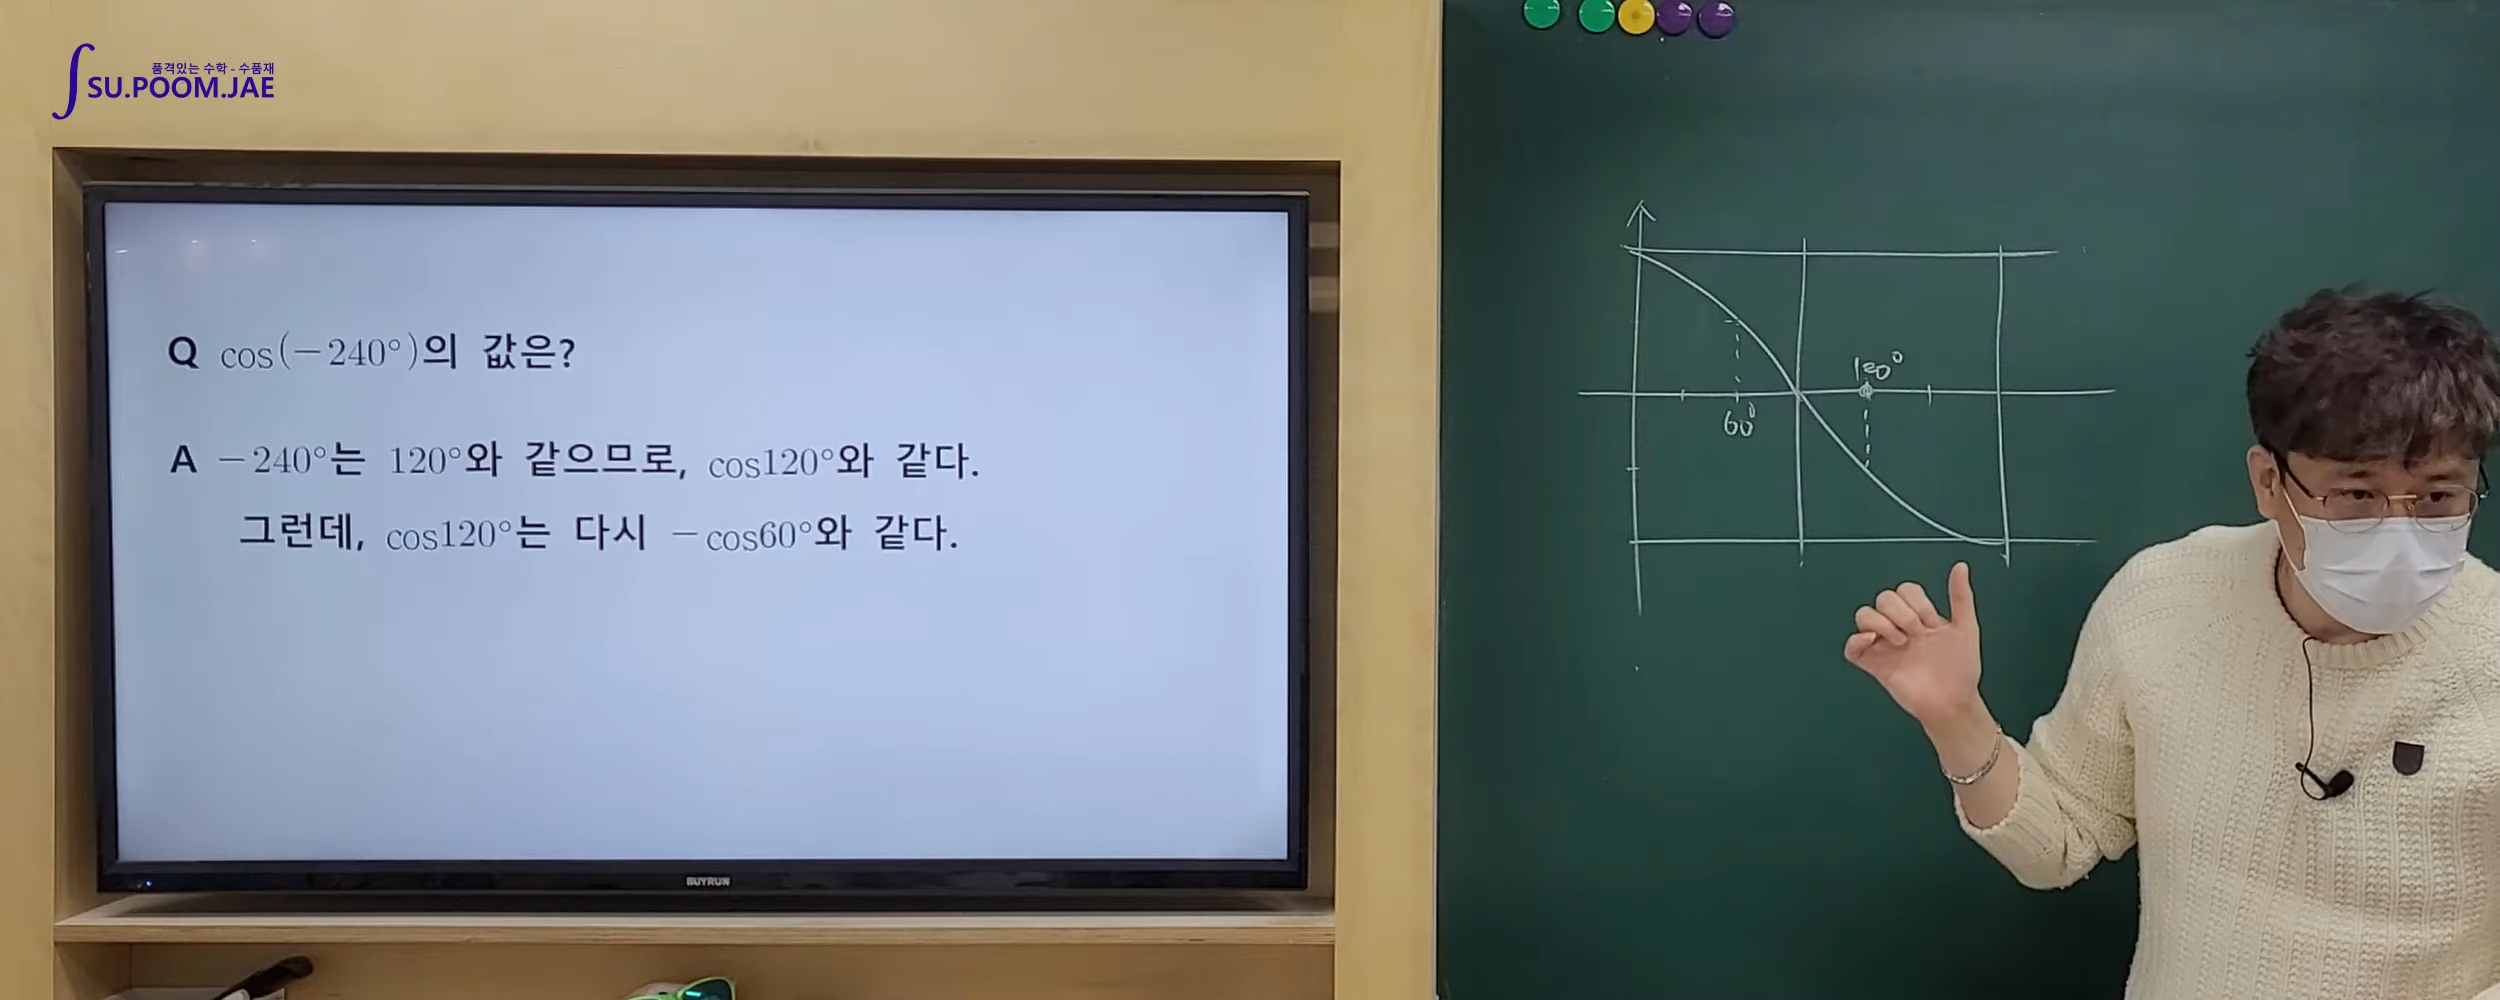 품격있는 수학 - 수품재
SU.POOM.JAE
Q cos(-240°)의 값은?
A -240°는 120°와 같으므로, cos120°와 같다.
그런데, cos120°는 다시 -cos60°와 같다.
BUYRUN
120°
60°